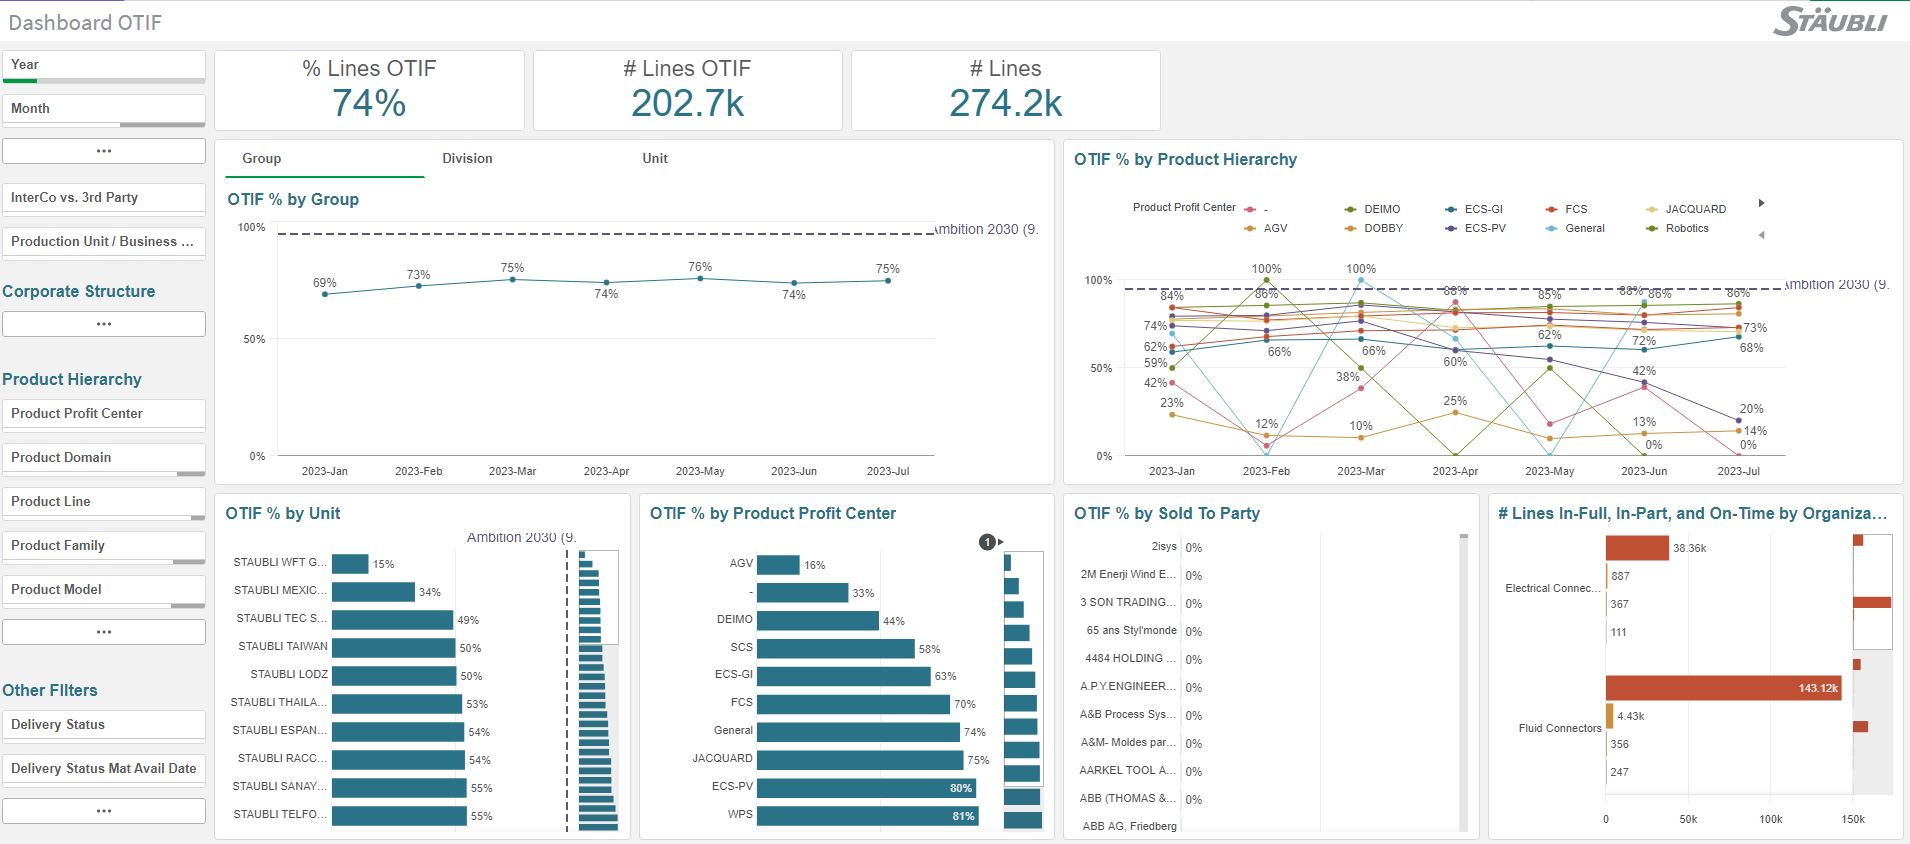 Dashboard OTIF
STÄUBLI
Year
Month
InterCo vs. 3rd Party
Production Unit / Business ...
Corporate Structure
Product Hierarchy
Product Profit Center
Product Domain
Product Line
Product Family
Product Model
Other Filters
Delivery Status
Delivery Status Mat Avail Date
% Lines OTIF
74%
# Lines OTIF
202.7k
# Lines
274.2k
Group Division Unit
OTIF % by Group
100%
Ambition 2030 (9.
69% 73% 75% 74% 76% 74% 75%
50%
0%
2023-Jan 2023-Feb 2023-Mar 2023-Apr 2023-May 2023-Jun 2023-Jul
OTIF % by Product Hierarchy
Product Profit Center - DEIMO ECS-GI FCS JACQUARD
AGV DOBBY ECS-PV General Robotics
100% 100%
100%
Ambition 2030 (9.
84% 86% 88% 85% 88% 86% 86%
74% 73%
62% 66% 66% 62% 72% 68%
59% 60%
50%
42% 38% 42%
23% 25% 20%
12% 10% 13% 14%
0% 0%
0%
2023-Jan 2023-Feb 2023-Mar 2023-Apr 2023-May 2023-Jun 2023-Jul
OTIF % by Unit
Ambition 2030 (9.
STAUBLI WFT G... 15%
STAUBLI MEXIC... 34%
STAUBLI TEC S... 49%
STAUBLI TAIWAN 50%
STAUBLI LODZ 50%
STAUBLI THAILA... 53%
STAUBLI ESPAN... 54%
STAUBLI RACC... 54%
STAUBLI SANAY... 55%
STAUBLI TELFO... 55%
OTIF % by Product Profit Center
1
AGV 16%
- 33%
DEIMO 44%
SCS 58%
ECS-GI 63%
FCS 70%
General 74%
JACQUARD 75%
ECS-PV 80%
WPS 81%
OTIF % by Sold To Party
2isys 0%
2M Enerji Wind E... 0%
3 SON TRADING... 0%
65 ans Styl'monde 0%
4484 HOLDING ... 0%
A.P.Y.ENGINEER... 0%
A&B Process Sys... 0%
A&M- Moldes par... 0%
AARKEL TOOL A... 0%
ABB (THOMAS &... 0%
ABB AG, Friedberg
# Lines In-Full, In-Part, and On-Time by Organiza...
38.36k
887
Electrical Connec...
367
111
143.12k
4.43k
Fluid Connectors
356
247
0 50k 100k 150k